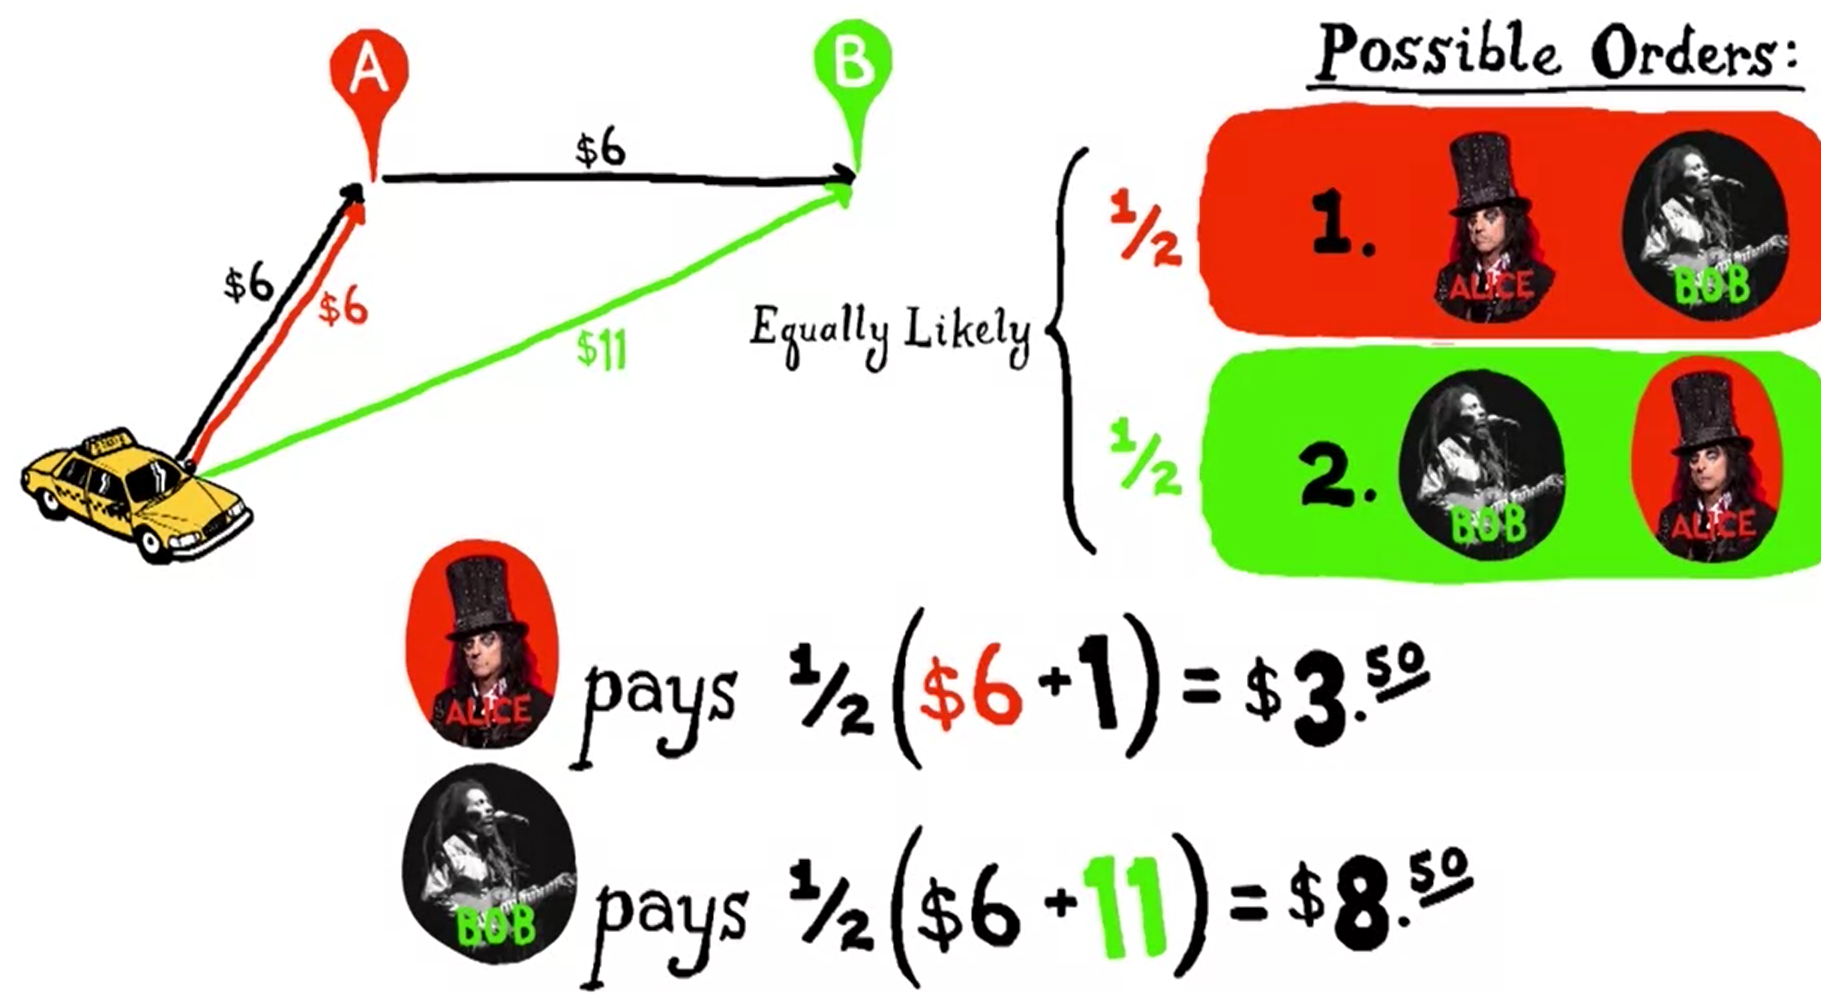 A
B
Possible Orders:
$6
$6
$6
$11
Equally Likely
1/2
1.
ALICE
BOB
1/2
2.
BOB
ALICE
ALICE
pays 1/2($6+1) = $3.50
BOB
pays 1/2($6+11) = $8.50